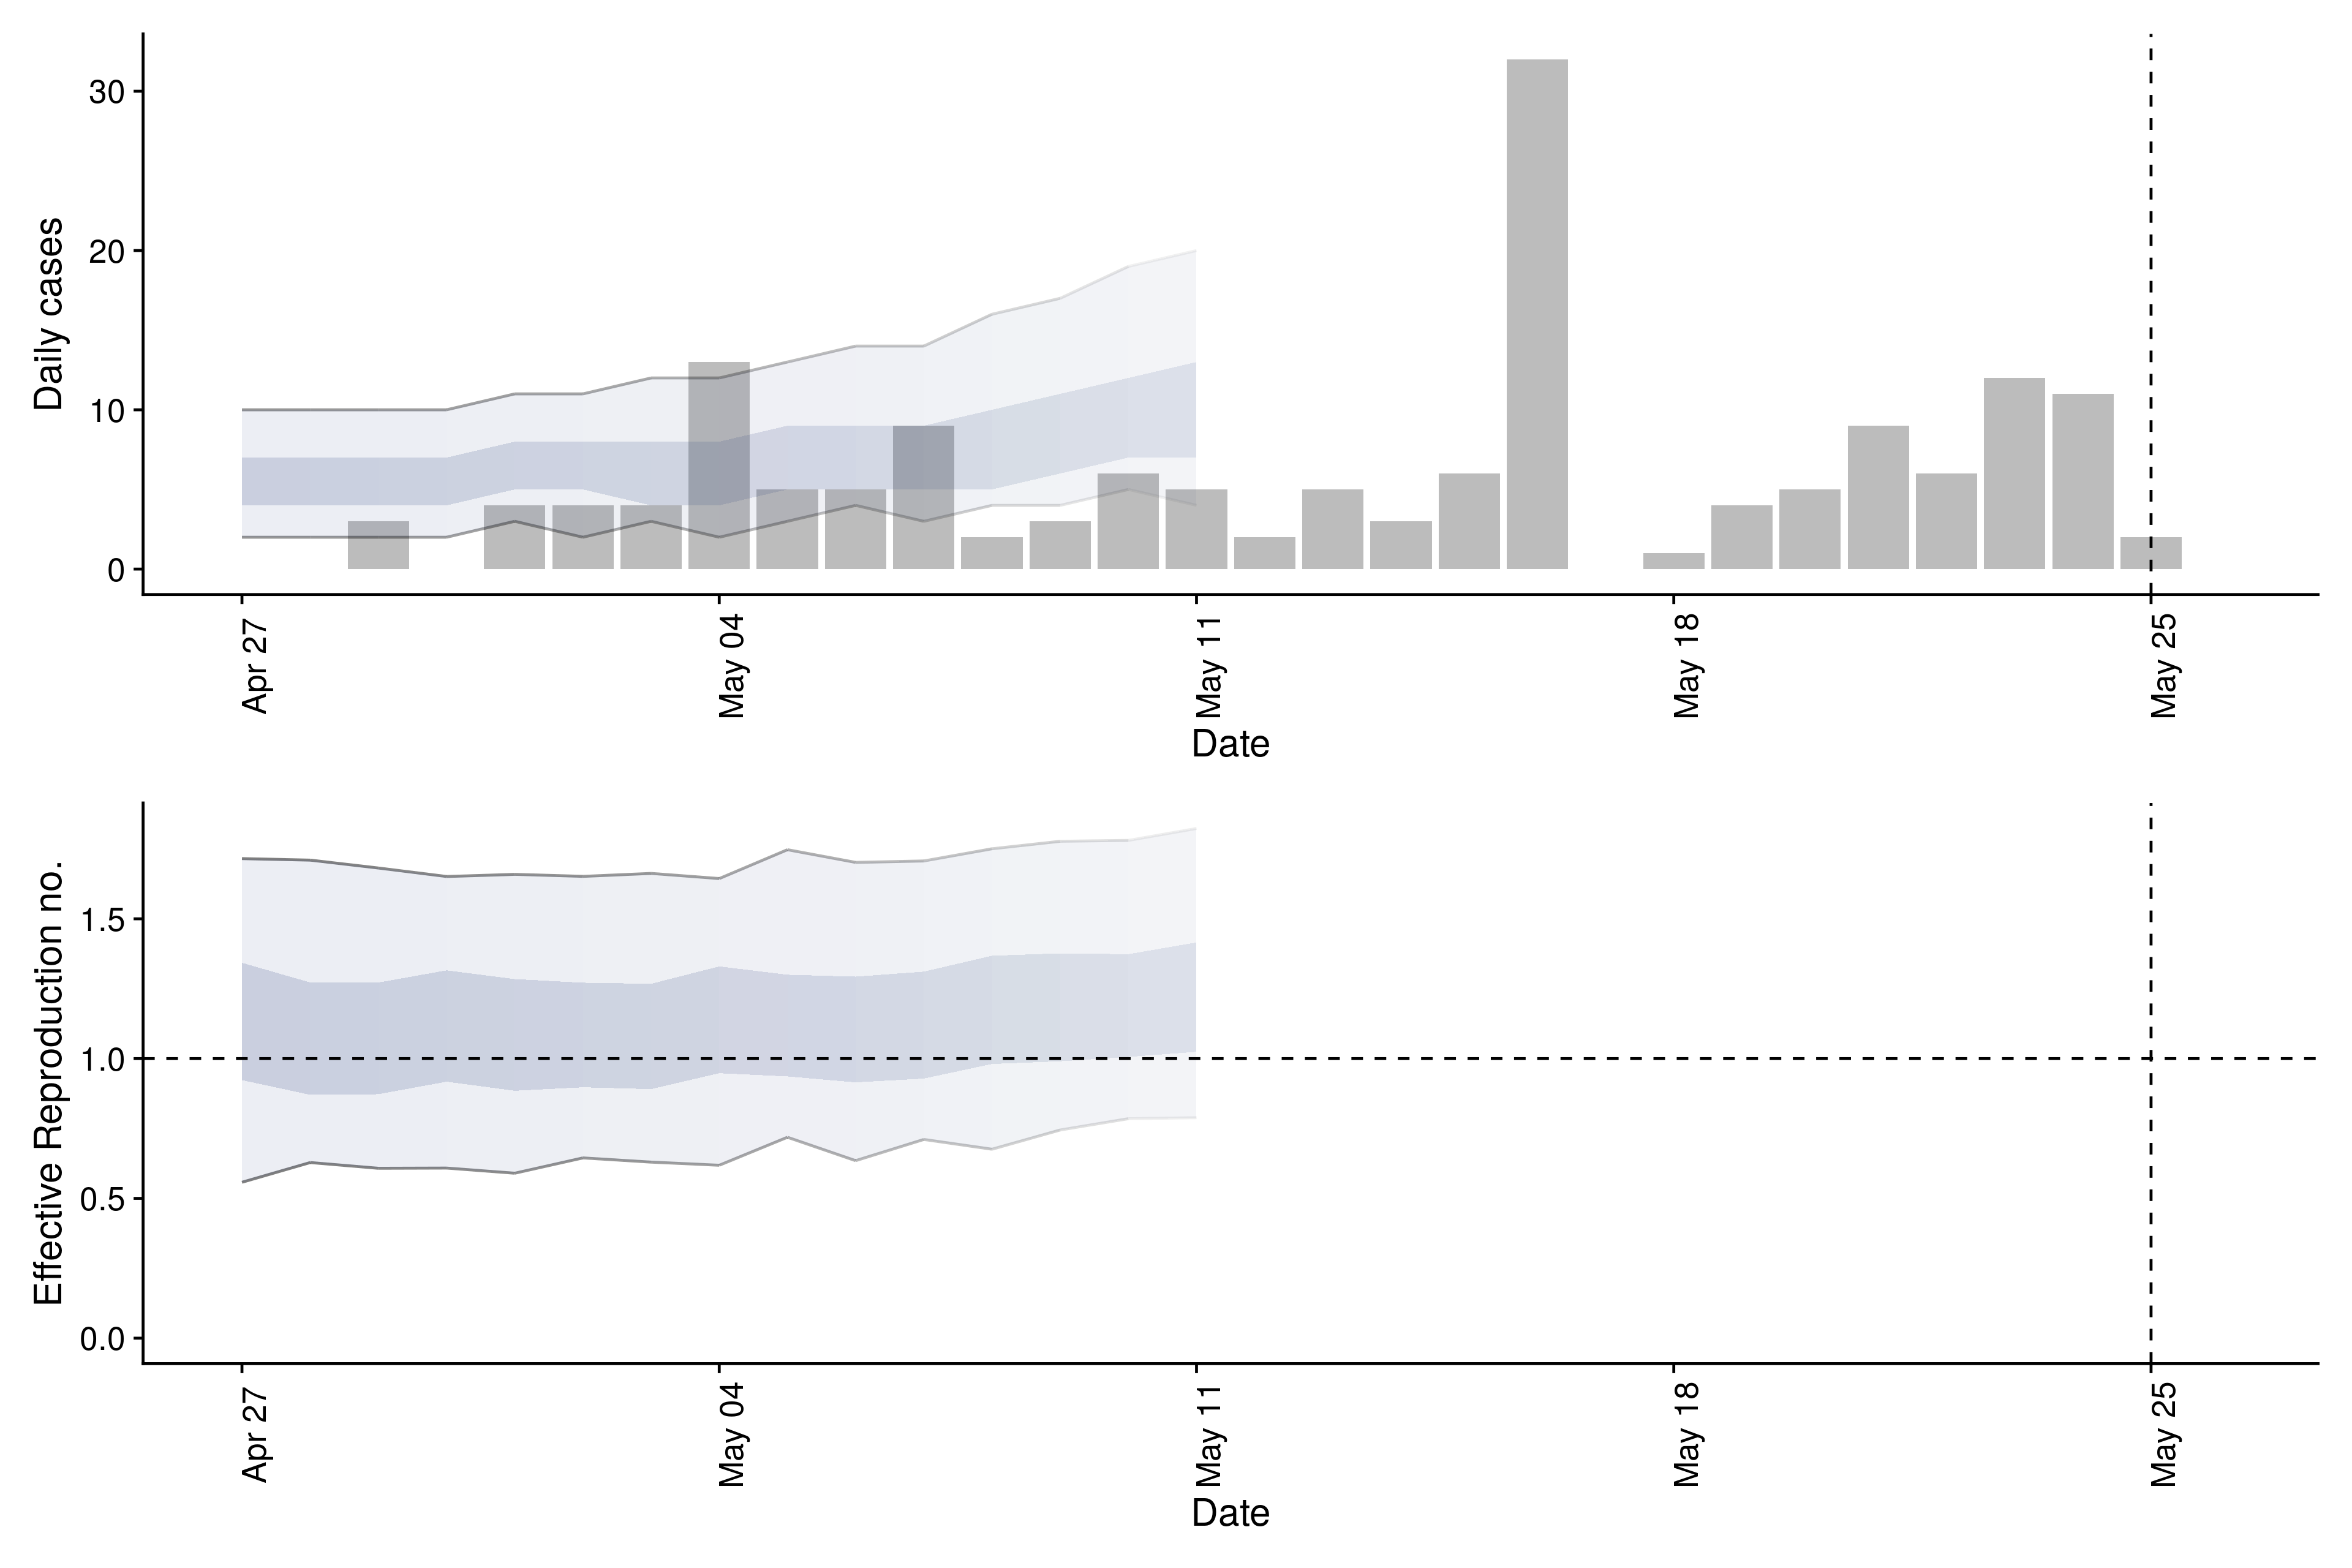 Daily cases
30
20
10
0
Apr 27
May 04
May 11
May 18
May 25
Date
Effective Reproduction no.
1.5
1.0
0.5
0.0
Apr 27
May 04
May 11
May 18
May 25
Date